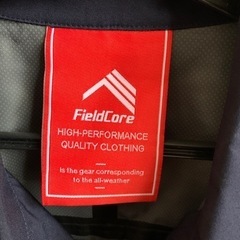 FieldCore
HIGH-PERFORMANCE
QUALITY CLOTHING
Is the gear corresponding
to the all-weather